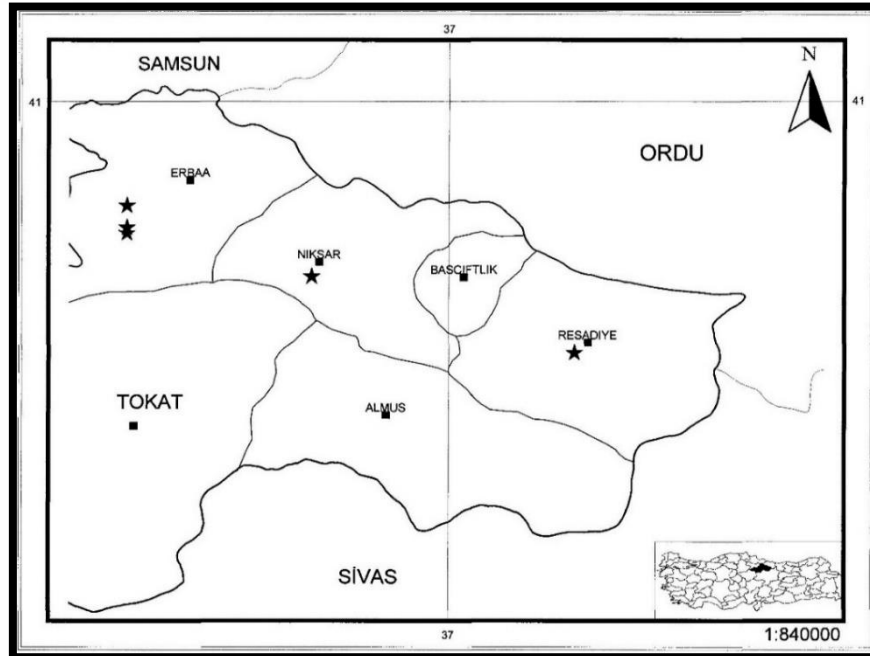 37
SAMSUN
N
41
41
ORDU
ERBAA
NIKSAR
BASCIFTLIK
RESADIYE
TOKAT
ALMUS
SİVAS
37
1:840000